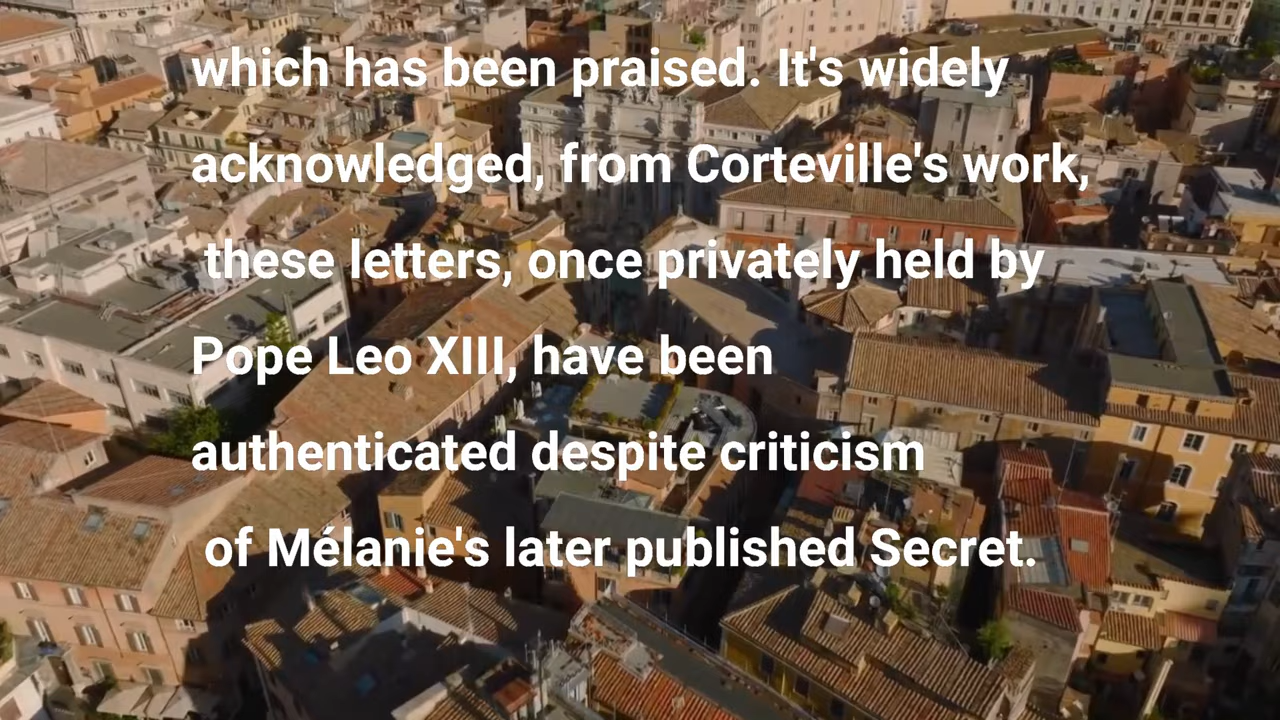 which has been praised. It's widely
acknowledged, from Corteville's work,
these letters, once privately held by
Pope Leo XIII, have been
authenticated despite criticism
of Mélanie's later published Secret.